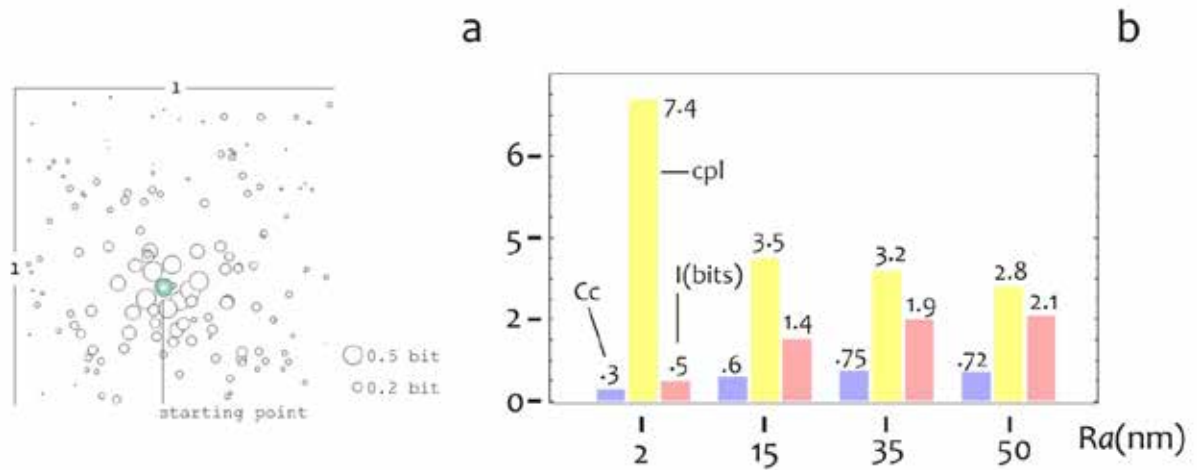 a
b
1
1
0.5 bit
0.2 bit
starting point
7.4
cpl
6
5
2
0
Cc
I(bits)
.3
.5
.6
3.5
1.4
.75
3.2
1.9
.72
2.8
2.1
2
15
35
50
Ra(nm)